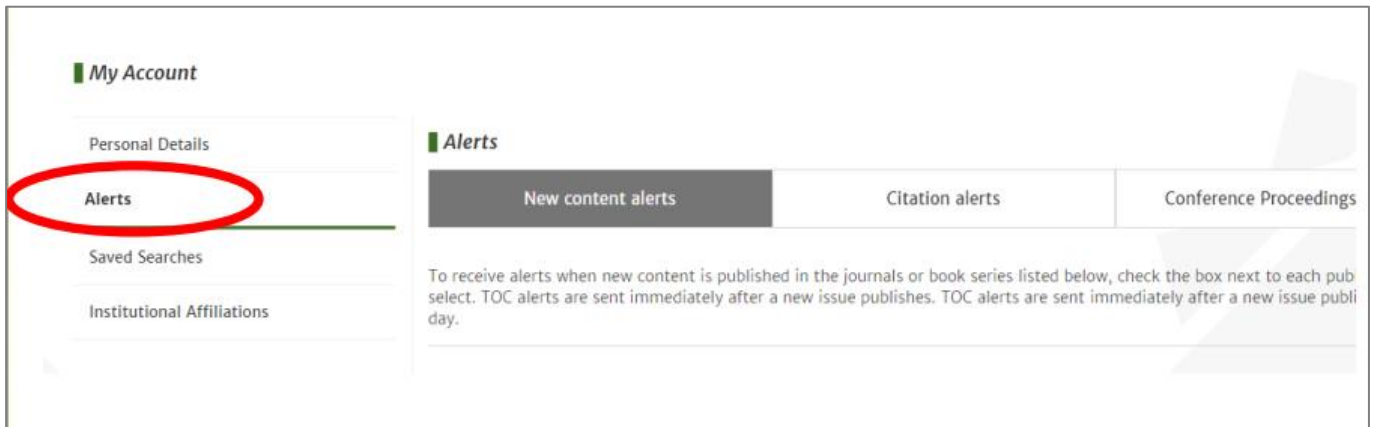 My Account
Personal Details
Alerts
Saved Searches
Institutional Affiliations
Alerts
New content alerts
Citation alerts
Conference Proceedings
To receive alerts when new content is published in the journals or book series listed below, check the box next to each pub
select. TOC alerts are sent immediately after a new issue publishes. TOC alerts are sent immediately after a new issue publi
day.